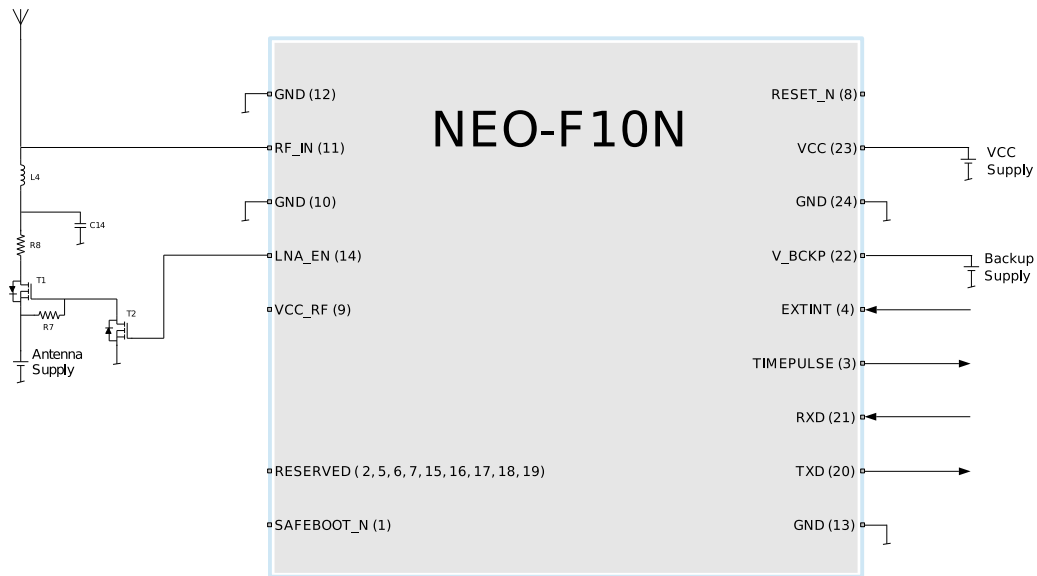 NEO-F10N
GND (12)
RF_IN (11)
GND (10)
LNA_EN (14)
VCC_RF (9)
RESERVED ( 2, 5, 6, 7, 15, 16, 17, 18, 19)
SAFEBOOT_N (1)
RESET_N (8)
VCC (23)
GND (24)
V_BCKP (22)
EXTINT (4)
TIMEPULSE (3)
RXD (21)
TXD (20)
GND (13)
VCC
Supply
Backup
Supply
L4
C14
R8
T1
R7
T2
Antenna
Supply